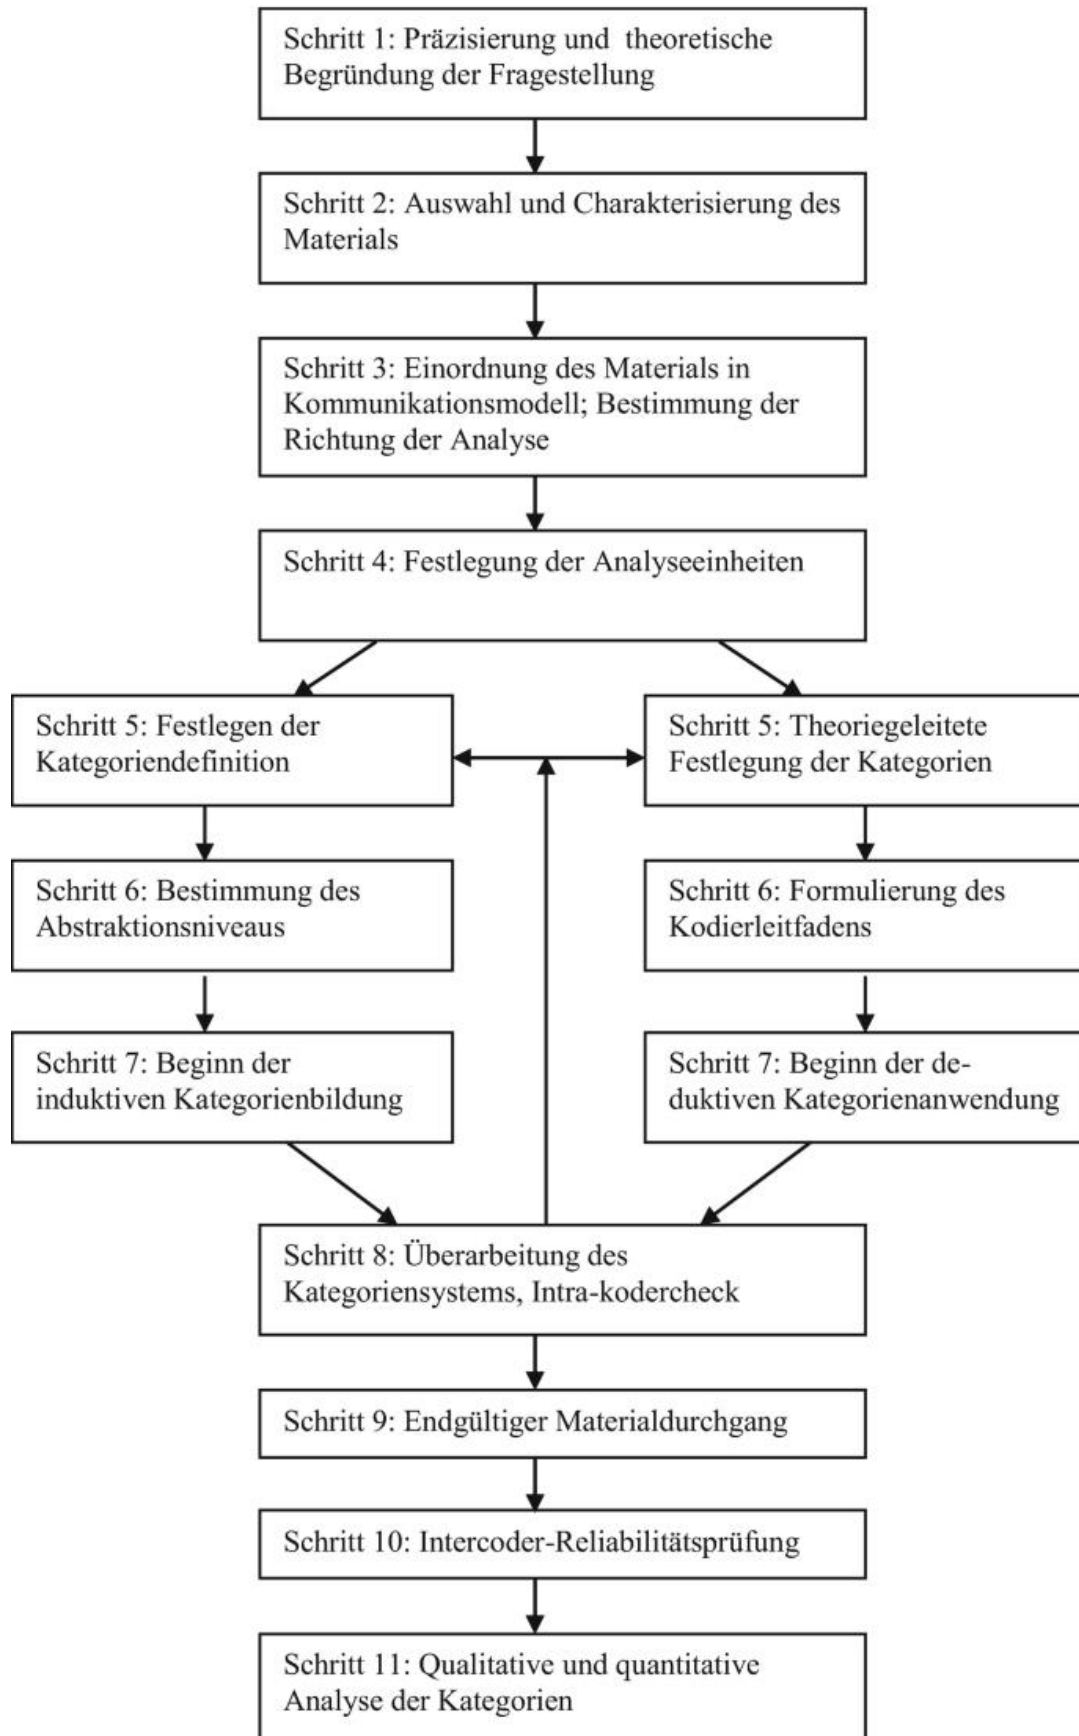 Schritt 1: Präzisierung und theoretische
Begründung der Fragestellung
Schritt 2: Auswahl und Charakterisierung des
Materials
Schritt 3: Einordnung des Materials in
Kommunikationsmodell; Bestimmung der
Richtung der Analyse
Schritt 4: Festlegung der Analyseeinheiten
Schritt 5: Festlegen der
Kategoriendefinition
Schritt 6: Bestimmung des
Abstraktionsniveaus
Schritt 7: Beginn der
induktiven Kategorienbildung
Schritt 5: Theoriegeleitete
Festlegung der Kategorien
Schritt 6: Formulierung des
Kodierleitfadens
Schritt 7: Beginn der de-
duktiven Kategorienanwendung
Schritt 8: Überarbeitung des
Kategoriensystems, Intra-kodercheck
Schritt 9: Endgültiger Materialdurchgang
Schritt 10: Intercoder-Reliabilitätsprüfung
Schritt 11: Qualitative und quantitative
Analyse der Kategorien